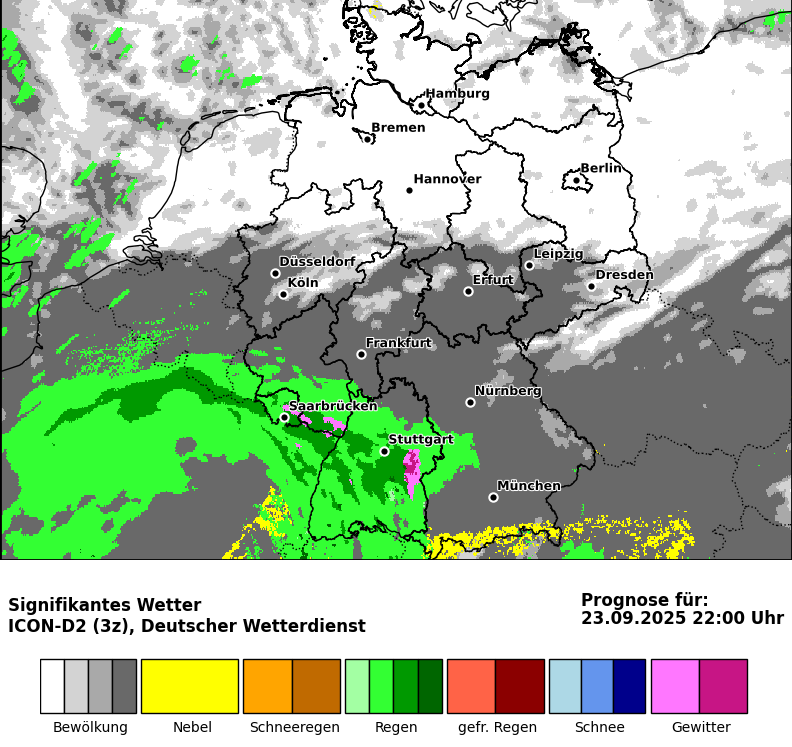 Hamburg
Bremen
Berlin
Hannover
Leipzig
Düsseldorf
Dresden
Köln
Erfurt
Frankfurt
Nürnberg
Saarbrücken
Stuttgart
München
Signifikantes Wetter
ICON-D2 (3z), Deutscher Wetterdienst
Prognose für:
23.09.2025 22:00 Uhr
Bewölkung Nebel Schneeregen Regen gefr. Regen Schnee Gewitter